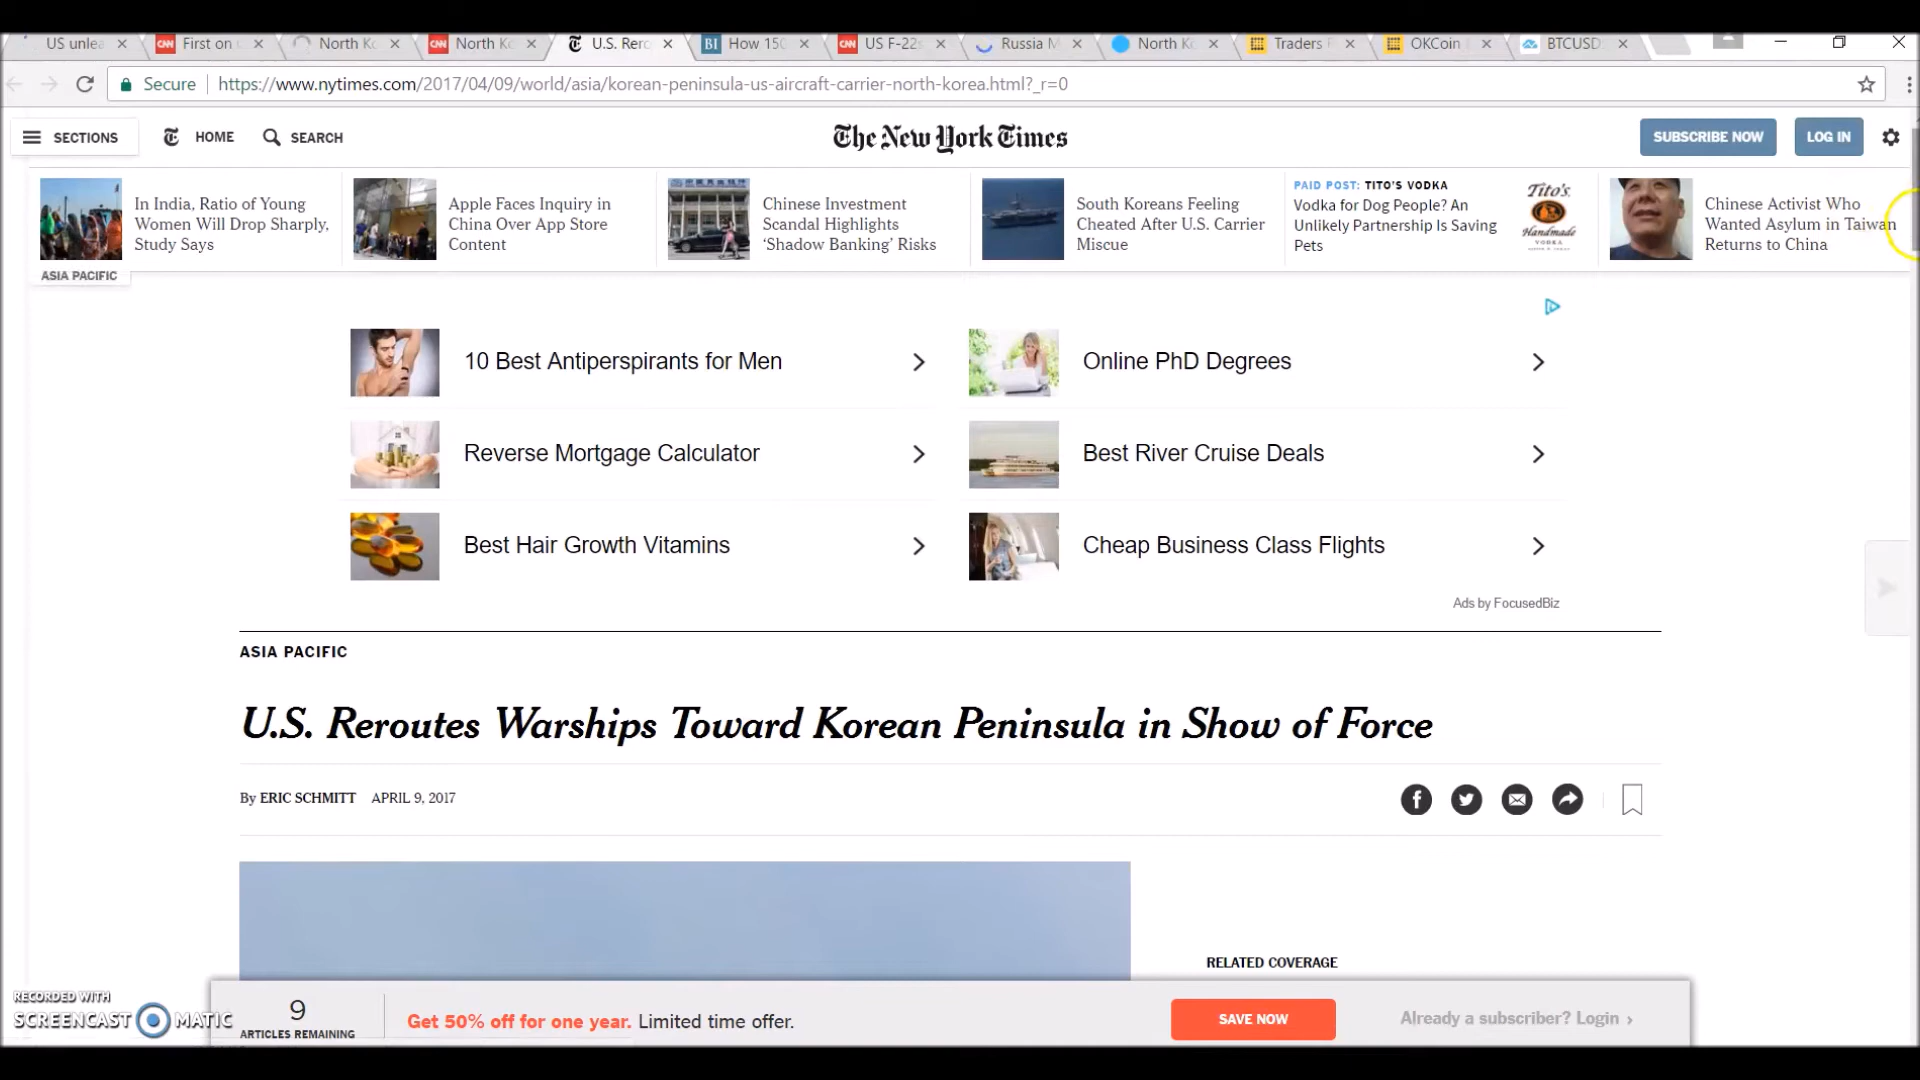 US unlea
First on
North Ko
North Ko
U.S. Rero
How 150
US F-22s
Russia M
North Ko
Traders
OKCoin
BTCUSD
Secure
https://www.nytimes.com/2017/04/09/world/asia/korean-peninsula-us-aircraft-carrier-north-korea.html?_r=0
SECTIONS
HOME
SEARCH
The New York Times
SUBSCRIBE NOW
LOG IN
In India, Ratio of Young
Women Will Drop Sharply,
Study Says
Apple Faces Inquiry in
China Over App Store
Content
Chinese Investment
Scandal Highlights
‘Shadow Banking’ Risks
South Koreans Feeling
Cheated After U.S. Carrier
Miscue
PAID POST: TITO'S VODKA
Vodka for Dog People? An
Unlikely Partnership Is Saving
Pets
Tito's
Handmade
VODKA
Chinese Activist Who
Wanted Asylum in Taiwan
Returns to China
ASIA PACIFIC
10 Best Antiperspirants for Men
Online PhD Degrees
Reverse Mortgage Calculator
Best River Cruise Deals
Best Hair Growth Vitamins
Cheap Business Class Flights
Ads by FocusedBiz
ASIA PACIFIC
U.S. Reroutes Warships Toward Korean Peninsula in Show of Force
By ERIC SCHMITT APRIL 9, 2017
RELATED COVERAGE
9
ARTICLES REMAINING
Get 50% off for one year. Limited time offer.
SAVE NOW
Already a subscriber? Login ›
RECORDED WITH
SCREENCAST MATIC